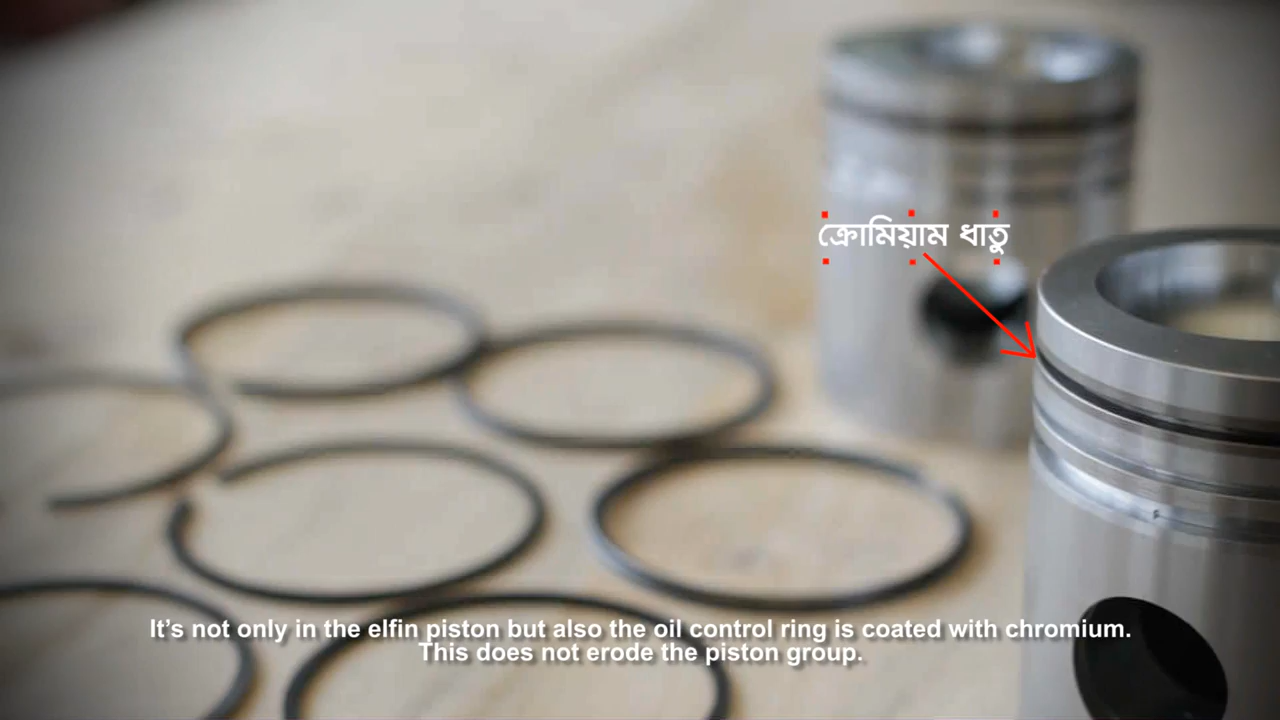 ক্রোমিয়াম ধাতু
It's not only in the elfin piston but also the oil control ring is coated with chromium.
This does not erode the piston group.